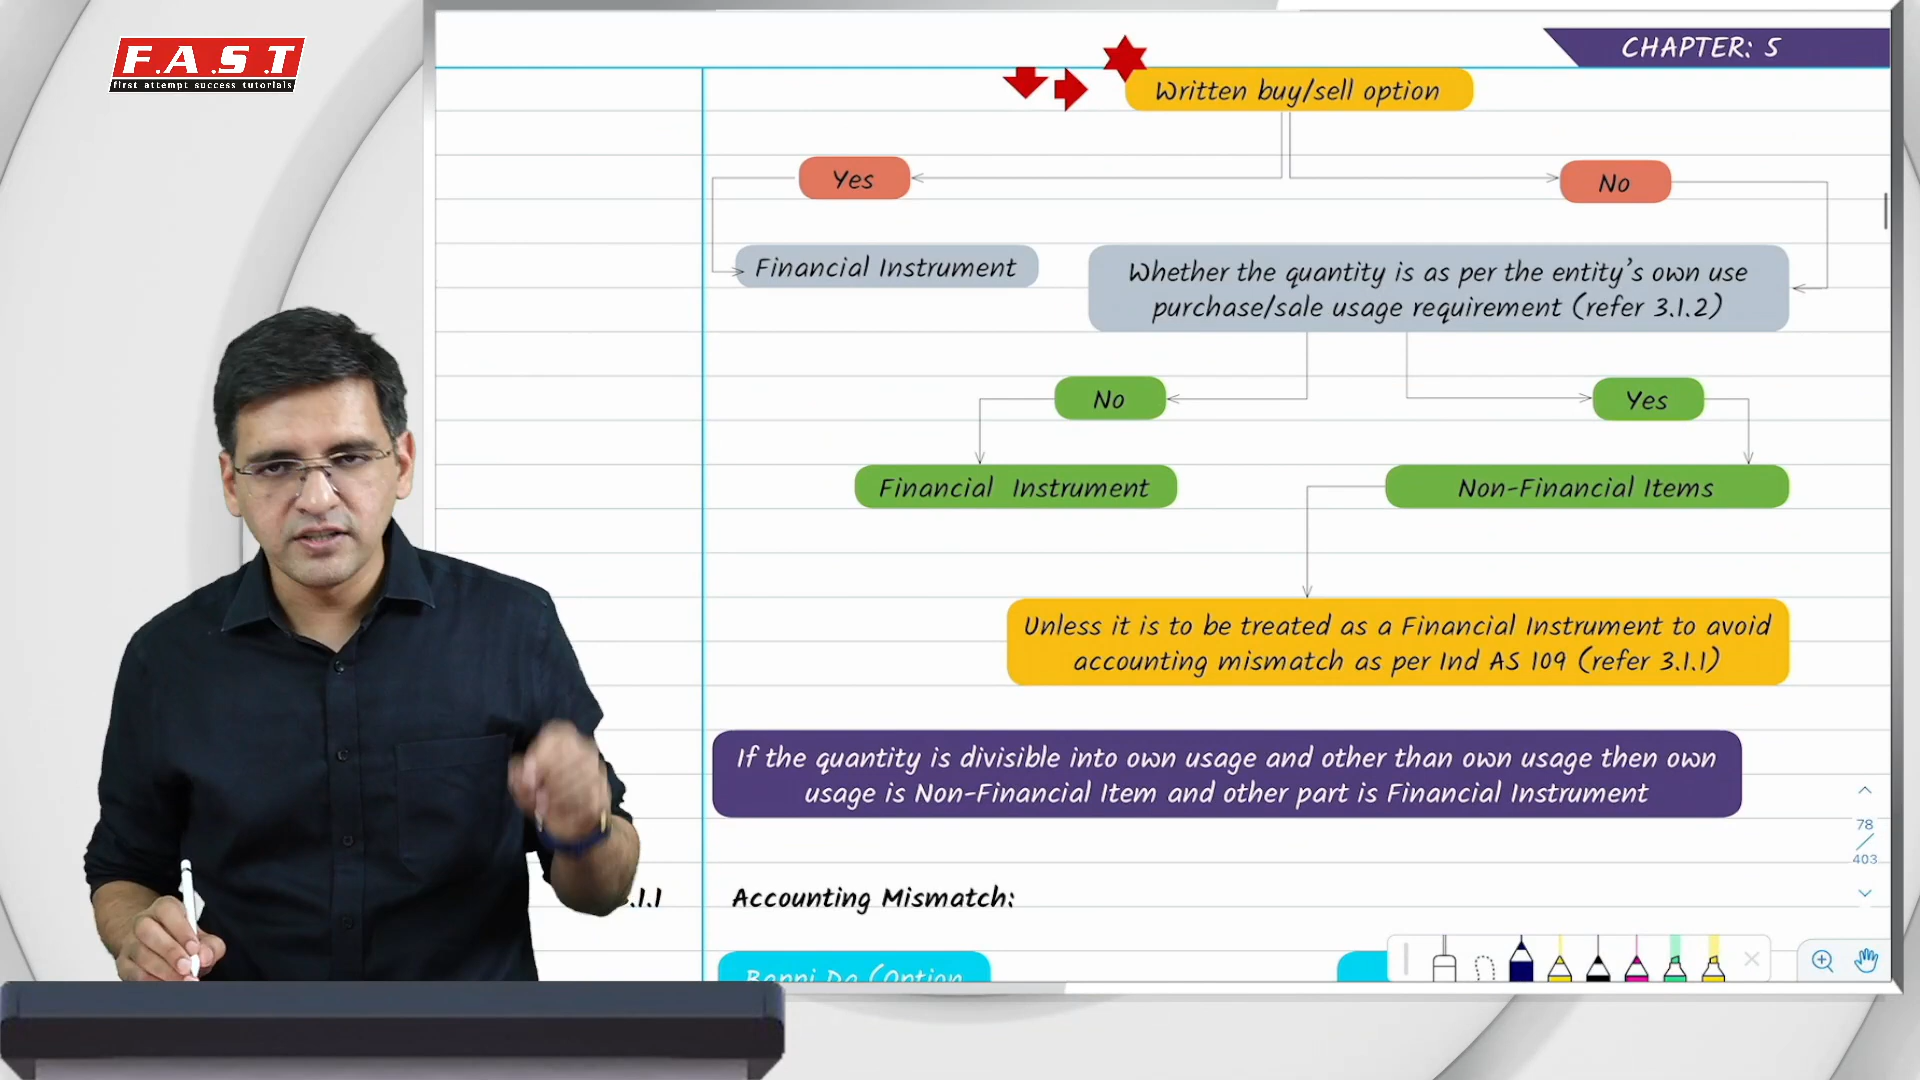 F.A.S.T
first attempt success tutorials
CHAPTER: 5
Written buy/sell option
Yes
No
Financial Instrument
Whether the quantity is as per the entity's own use
purchase/sale usage requirement (refer 3.1.2)
No
Yes
Financial Instrument
Non-Financial Items
Unless it is to be treated as a Financial Instrument to avoid
accounting mismatch as per Ind AS 109 (refer 3.1.1)
If the quantity is divisible into own usage and other than own usage then own
usage is Non-Financial Item and other part is Financial Instrument
78
403
.1.1 Accounting Mismatch:
(Option